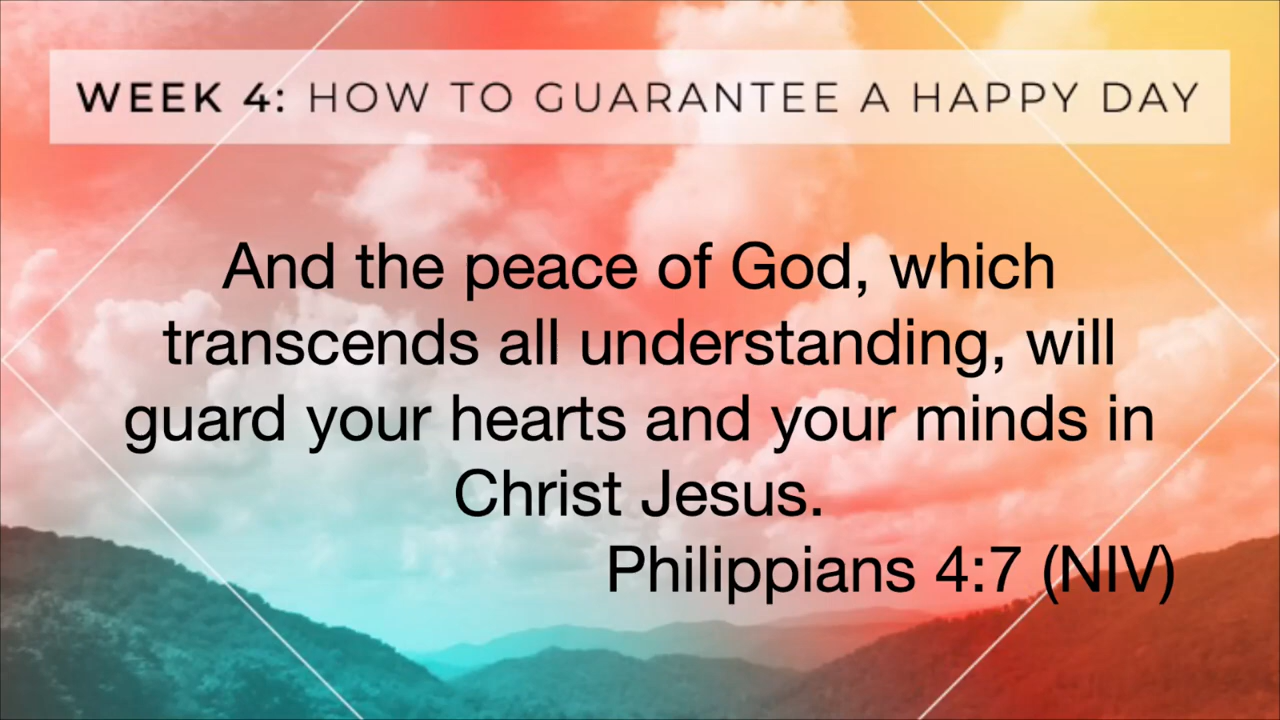 WEEK 4: HOW TO GUARANTEE A HAPPY DAY
And the peace of God, which
transcends all understanding, will
guard your hearts and your minds in
Christ Jesus.
Philippians 4:7 (NIV)